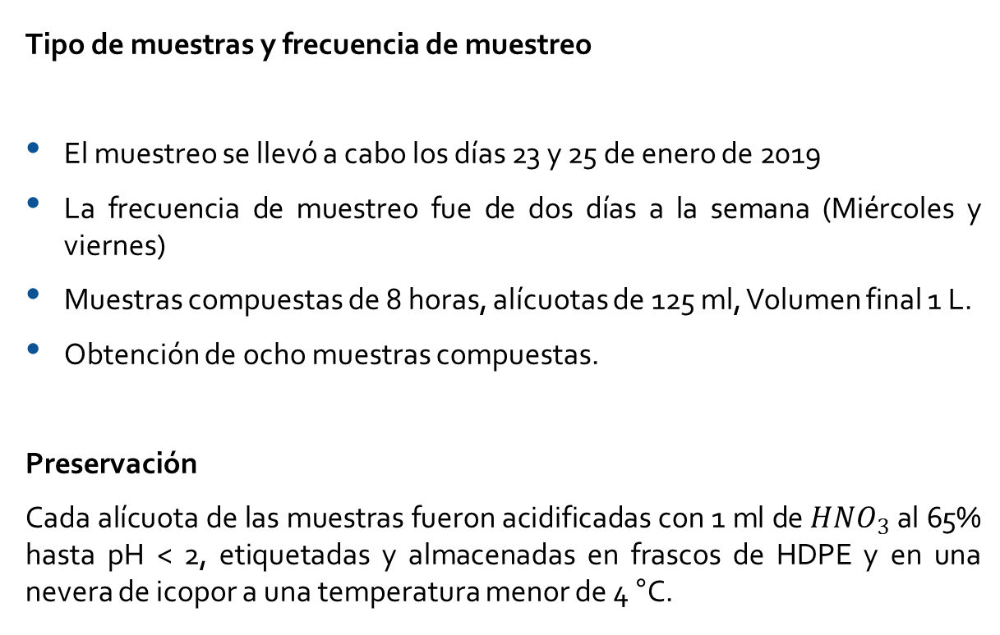 Tipo de muestras y frecuencia de muestreo
• El muestreo se llevó a cabo los días 23 y 25 de enero de 2019
• La frecuencia de muestreo fue de dos días a la semana (Miércoles y
viernes)
• Muestras compuestas de 8 horas, alícuotas de 125 ml, Volumen final 1 L.
• Obtención de ocho muestras compuestas.
Preservación
Cada alícuota de las muestras fueron acidificadas con 1 ml de HNO₃ al 65%
hasta pH < 2, etiquetadas y almacenadas en frascos de HDPE y en una
nevera de icopor a una temperatura menor de 4 °C.